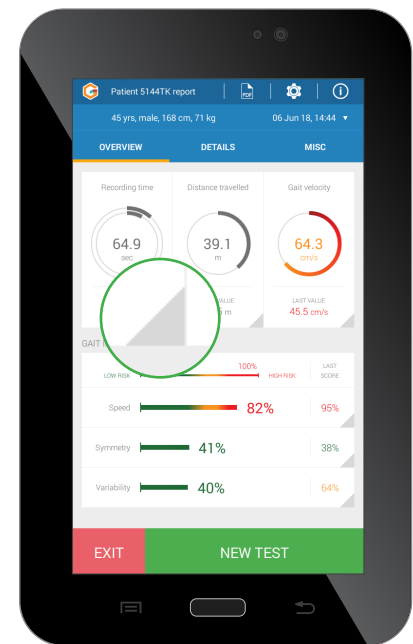 Patient 5144TK report
PDF
45 yrs, male, 168 cm, 71 kg
06 Jun 18, 14:44
OVERVIEW
DETAILS
MISC
Recording time
Distance travelled
Gait velocity
64.9
sec
39.1
m
64.3
cm/s
VALUE
m
LAST VALUE
45.5 cm/s
GAIT
100%
LOW RISK
HIGH RISK
LAST
SCORE
Speed
82%
95%
Symmetry
41%
38%
Variability
40%
64%
EXIT
NEW TEST